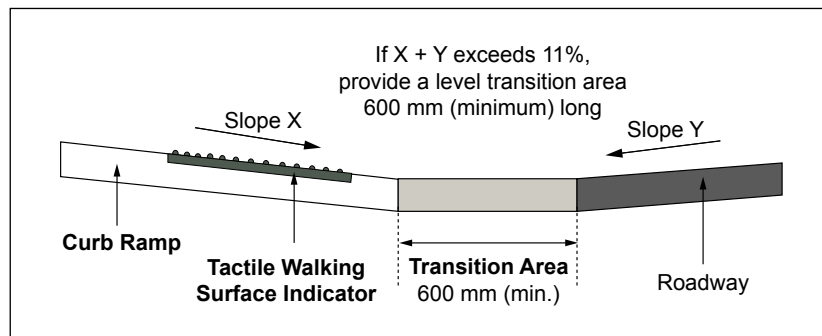 If X + Y exceeds 11%,
provide a level transition area
600 mm (minimum) long
Slope X
Slope Y
Curb Ramp
Tactile Walking
Surface Indicator
Transition Area
600 mm (min.)
Roadway